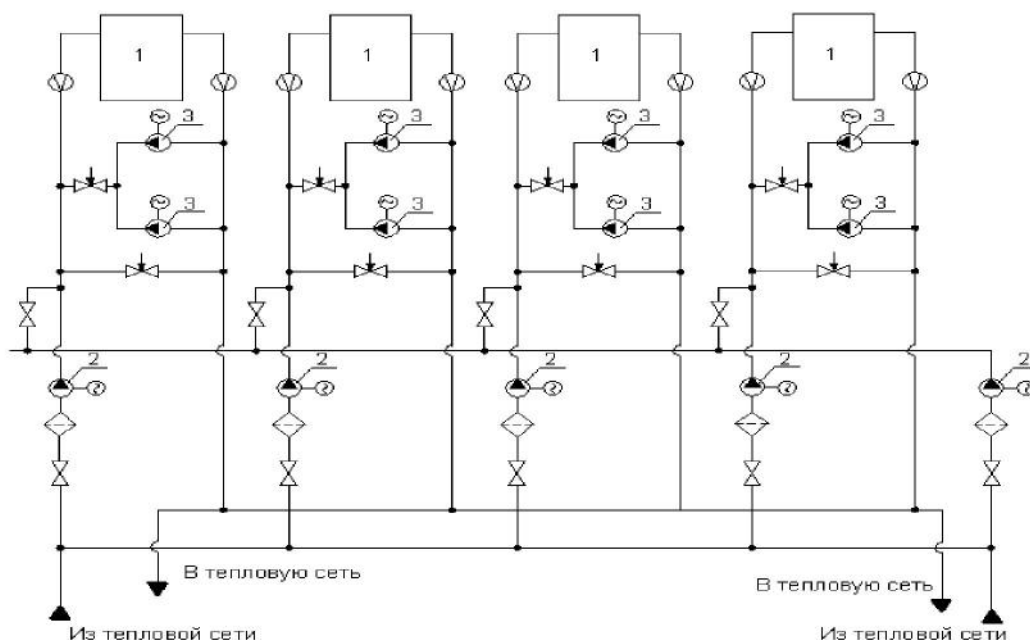 1 1 1 1
3 3 3 3
3 3 3 3
2 2 2 2 2
В тепловую сеть
В тепловую сеть
Из тепловой сети
Из тепловой сети